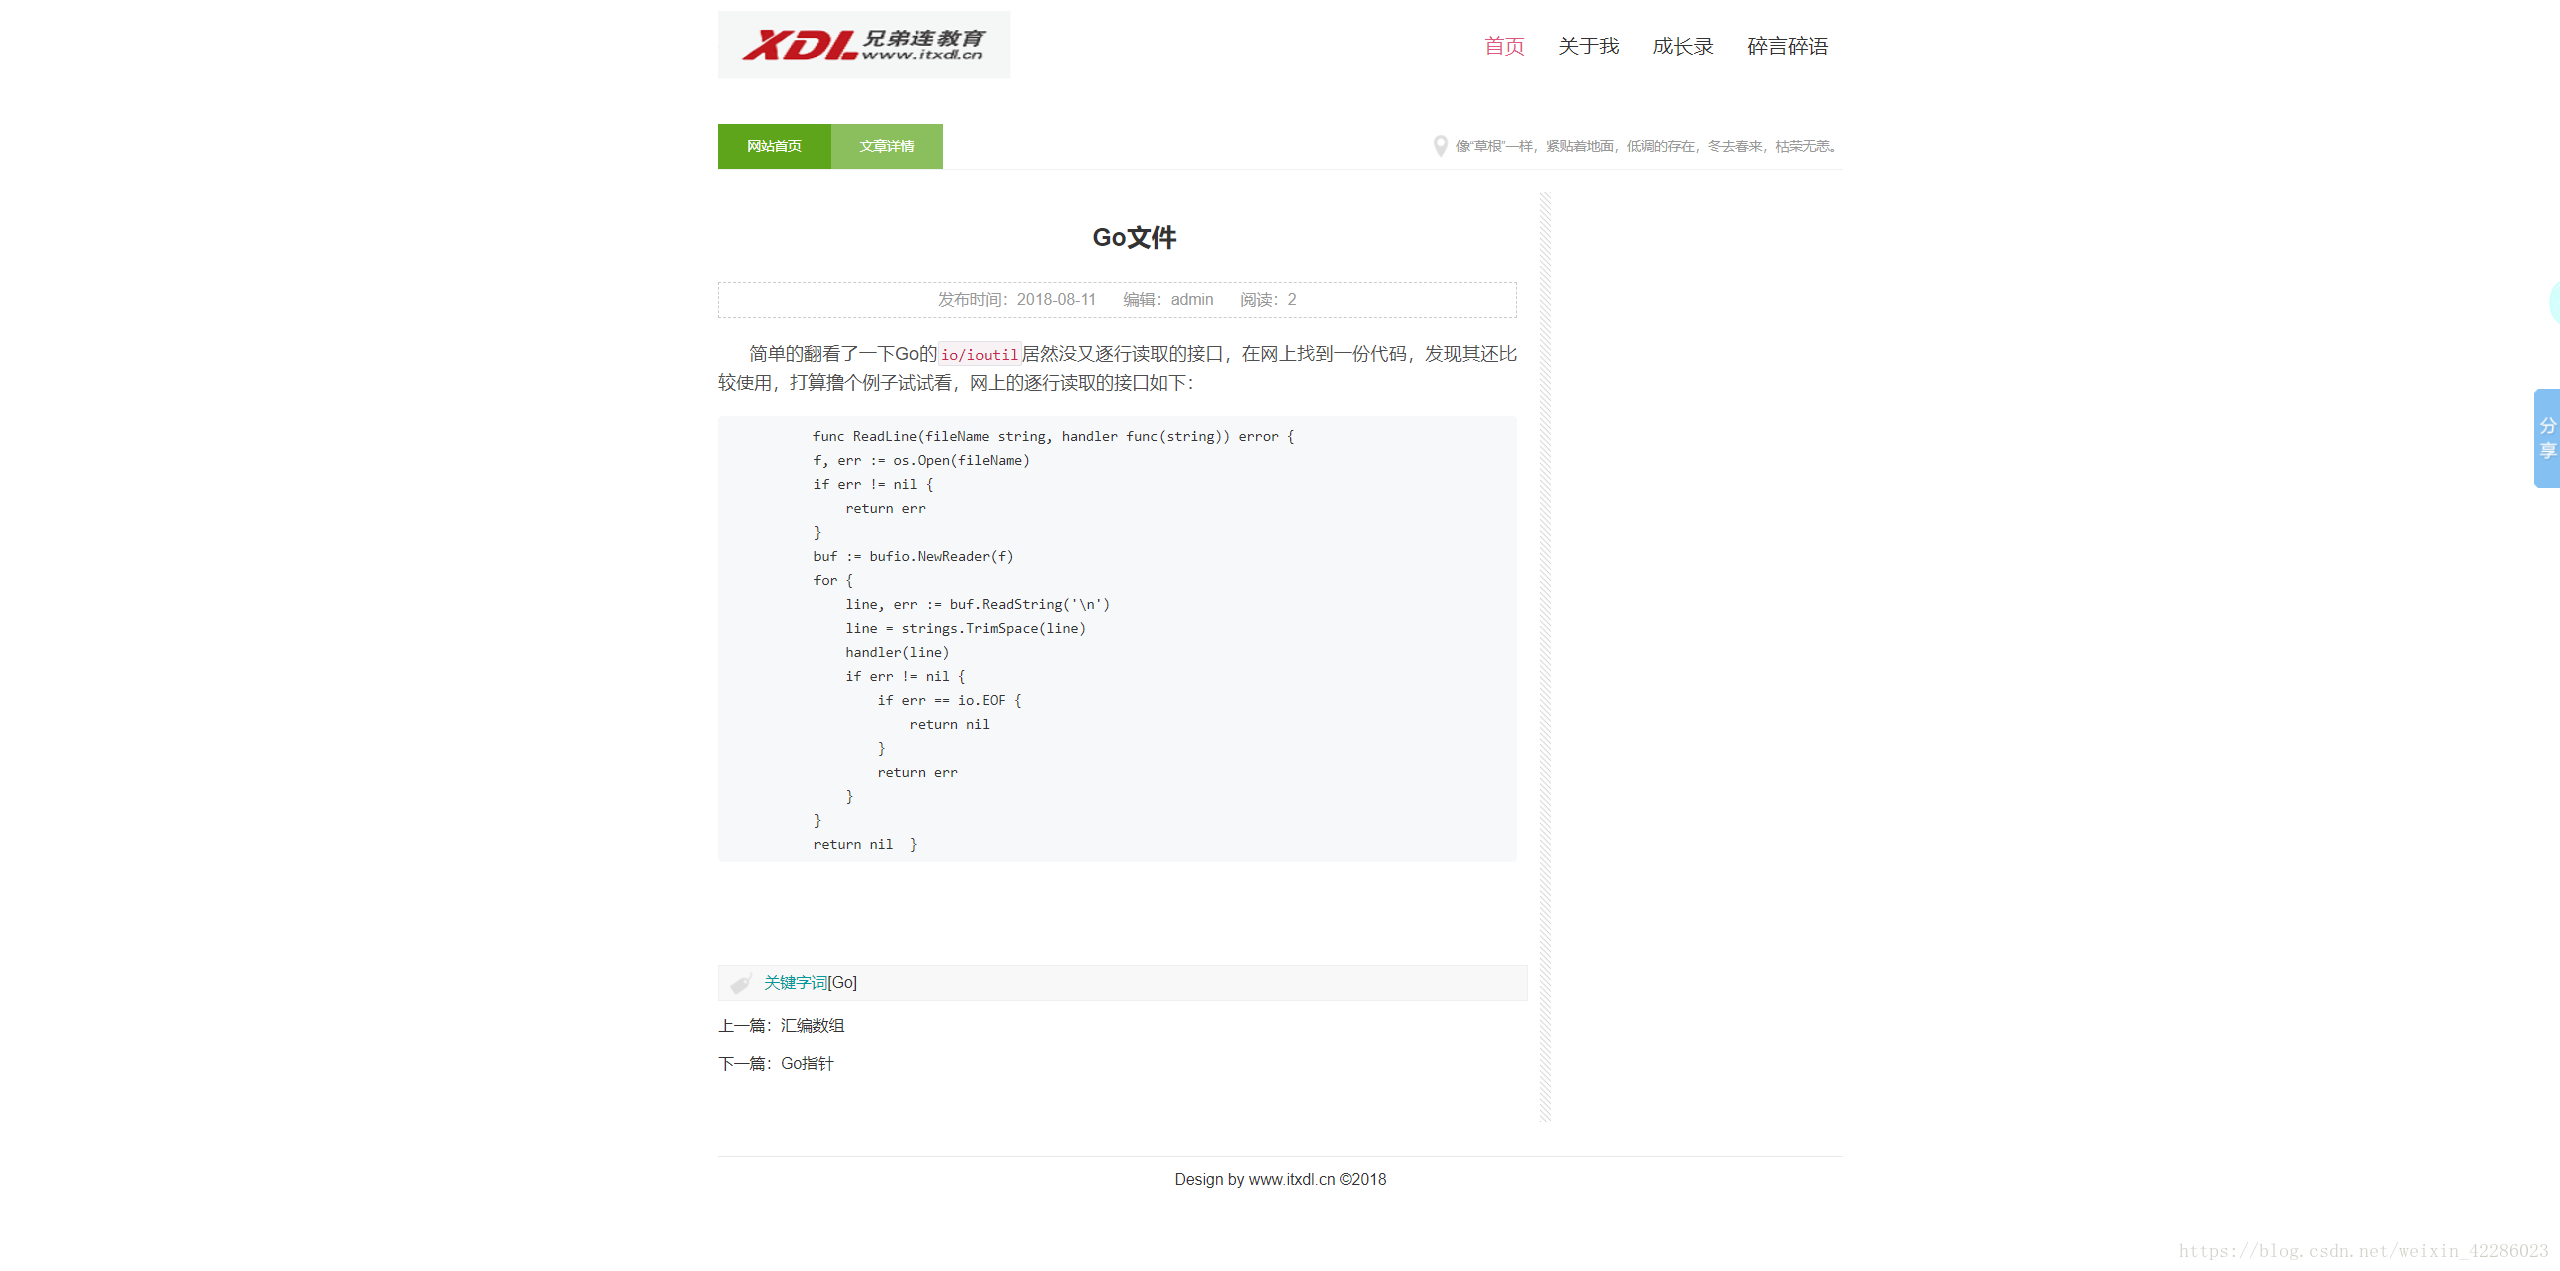 XDL 兄弟连教育
www.itxdl.cn
首页 关于我 成长录 碎言碎语
网站首页 文章详情 像“草根”一样，紧贴着地面，低调的存在，冬去春来，枯荣无恙。
Go文件
发布时间：2018-08-11 编辑：admin 阅读：2
简单的翻看了一下Go的io/ioutil居然没又逐行读取的接口，在网上找到一份代码，发现其还比
较使用，打算撸个例子试试看，网上的逐行读取的接口如下：
func ReadLine(fileName string, handler func(string)) error {
f, err := os.Open(fileName)
if err != nil {
    return err
}
buf := bufio.NewReader(f)
for {
    line, err := buf.ReadString('\n')
    line = strings.TrimSpace(line)
    handler(line)
    if err != nil {
        if err == io.EOF {
            return nil
        }
        return err
    }
}
return nil  }
分
享
关键字词[Go]
上一篇：汇编数组
下一篇：Go指针
Design by www.itxdl.cn ©2018
https://blog.csdn.net/weixin_42286023